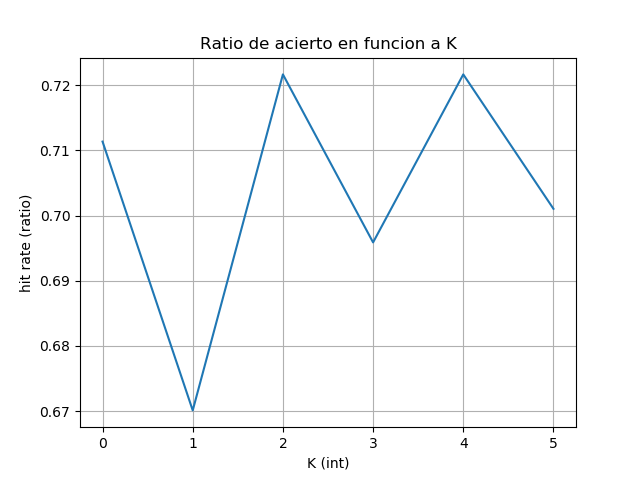 Ratio de acierto en funcion a K
0.72
0.71
0.70
0.69
0.68
0.67
hit rate (ratio)
0 1 2 3 4 5
K (int)